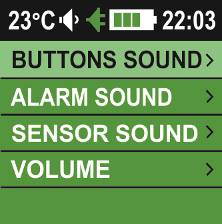 23°C 22:03
BUTTONS SOUND
ALARM SOUND
SENSOR SOUND
VOLUME